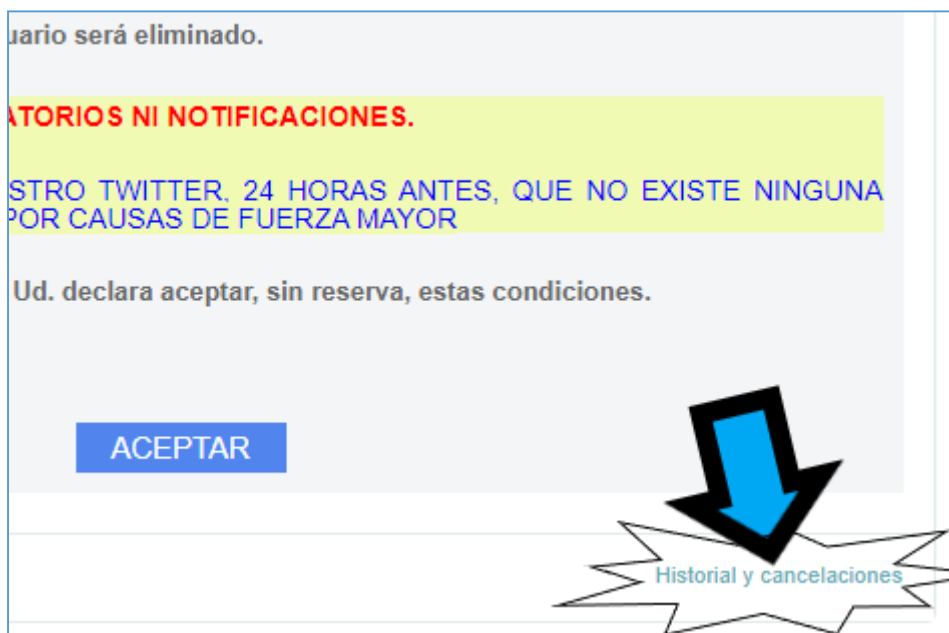 uario será eliminado.
ATORIOS NI NOTIFICACIONES.
STRO TWITTER, 24 HORAS ANTES, QUE NO EXISTE NINGUNA
POR CAUSAS DE FUERZA MAYOR
Ud. declara aceptar, sin reserva, estas condiciones.
ACEPTAR
Historial y cancelaciones